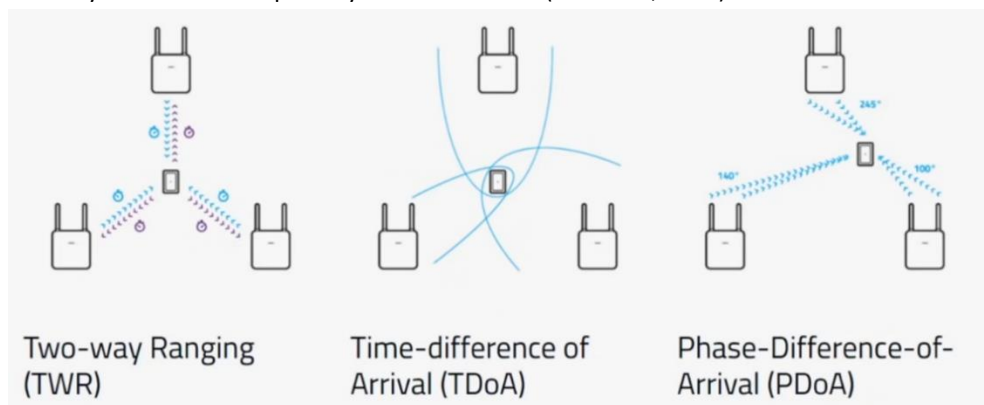 245°
140°
100°
Two-way Ranging
(TWR)
Time-difference of
Arrival (TDoA)
Phase-Difference-of-
Arrival (PDoA)